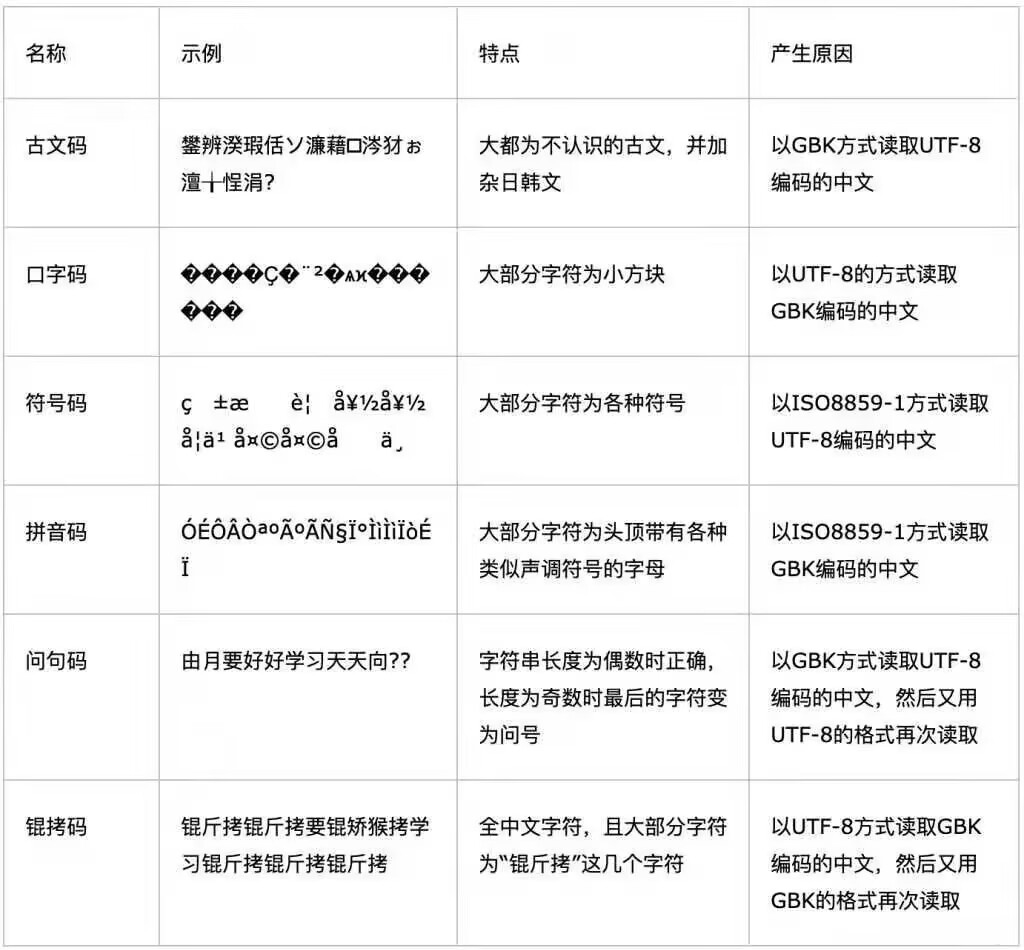 名称 示例 特点 产生原因
古文码 鐢辨湀瑕佸ソ濂藉□涔犲ぉ 大都为不认识的古文，并加 以GBK方式读取UTF-8
澶╂悜涓? 杂日韩文 编码的中文
口字码 ����Ç�¨²�ѧϰ��� 大部分字符为小方块 以UTF-8的方式读取
��� GBK编码的中文
符号码 ç ±æ è¦ å¥½å¥½ 大部分字符为各种符号 以ISO8859-1方式读取
å¦ä¹ å¤©å¤©å ä¸ UTF-8编码的中文
拼音码 ÓÉÔÂÒªºÃºÃÑ§Ï°ÌìÌìÏòÉ 大部分字符为头顶带有各种 以ISO8859-1方式读取
Ï 类似声调符号的字母 GBK编码的中文
问句码 由月要好好学习天天向?? 字符串长度为偶数时正确， 以GBK方式读取UTF-8
长度为奇数时最后的字符变 编码的中文，然后又用
为问号 UTF-8的格式再次读取
锟拷码 锟斤拷锟斤拷要锟矫猴拷学 全中文字符，且大部分字符 以UTF-8方式读取GBK
习锟斤拷锟斤拷锟斤拷 为“锟斤拷”这几个字符 编码的中文，然后又用
GBK的格式再次读取